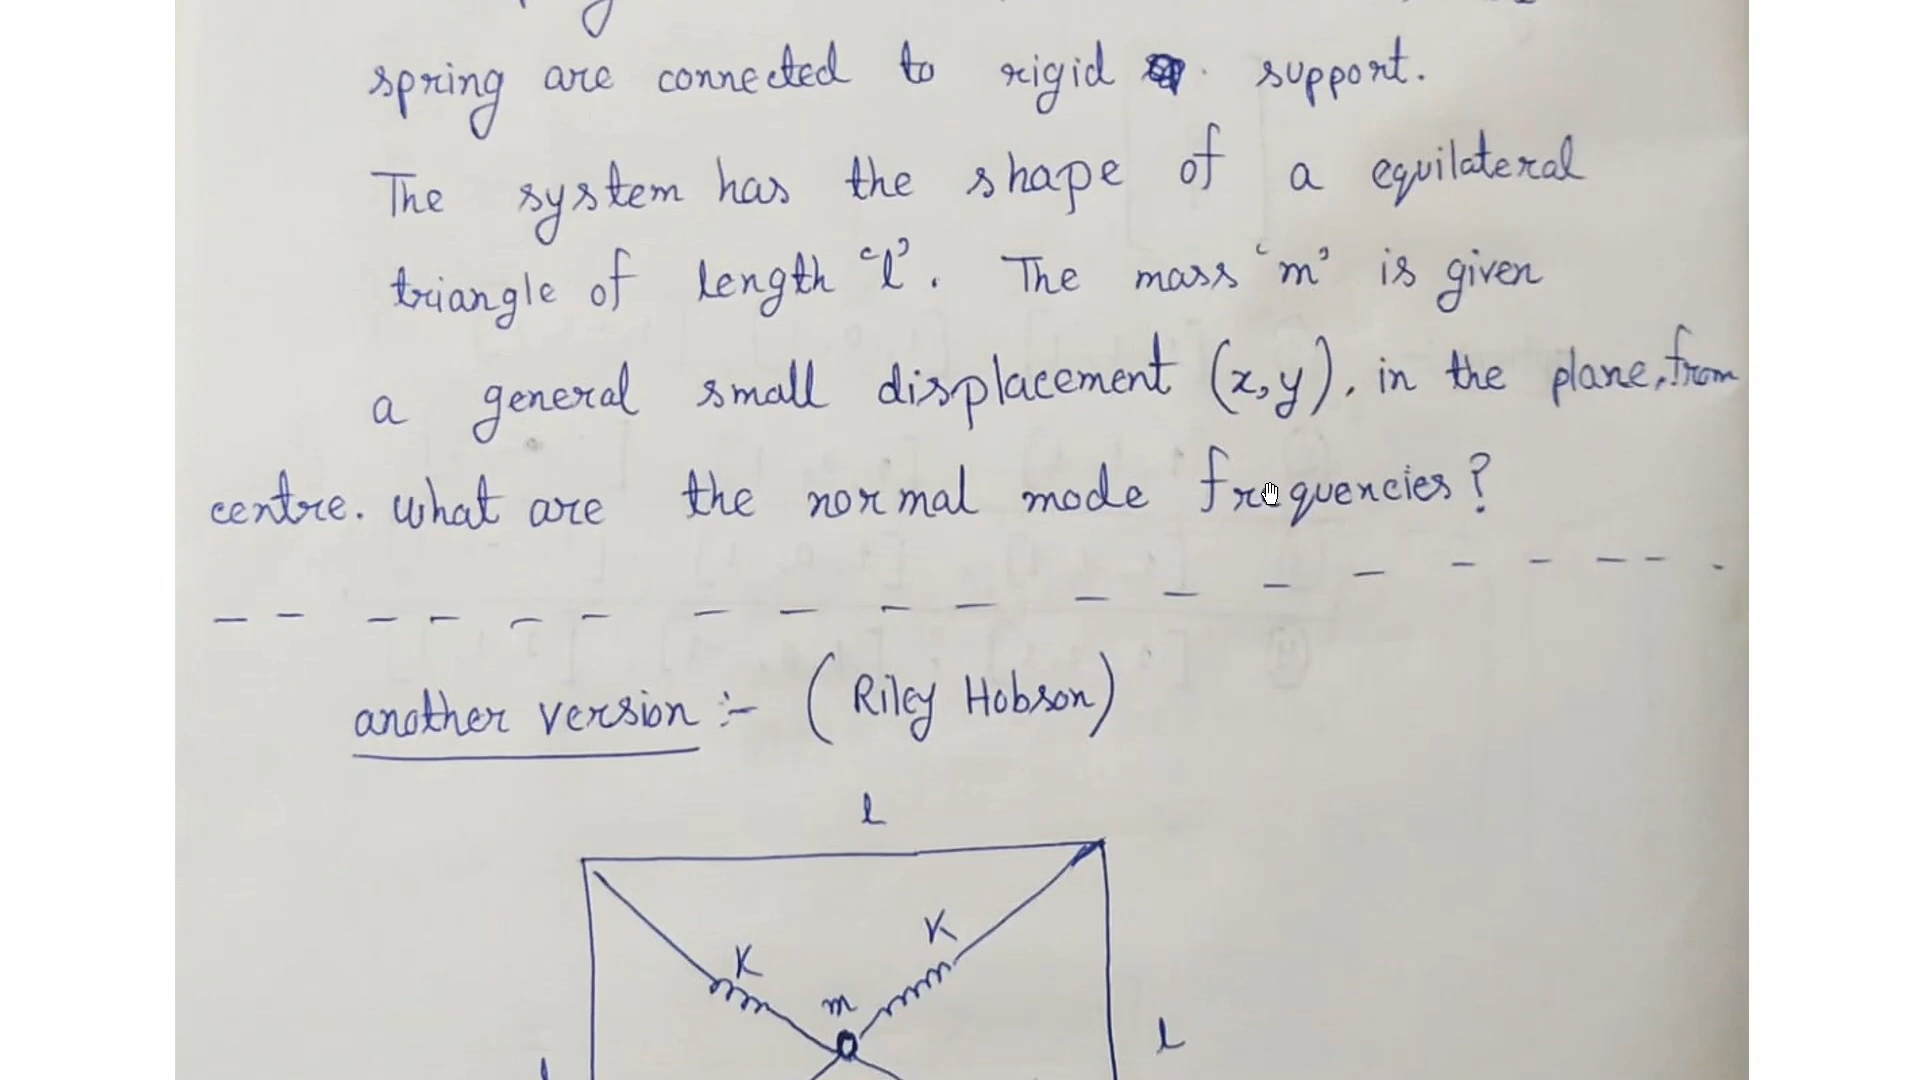 spring are connected to rigid support.
The system has the shape of a equilateral
triangle of length 'l'. The mass 'm' is given
a general small displacement (x,y), in the plane, from
centre. what are the normal mode frequencies?
another version :- (Riley Hobson)
l
K
K
m
l